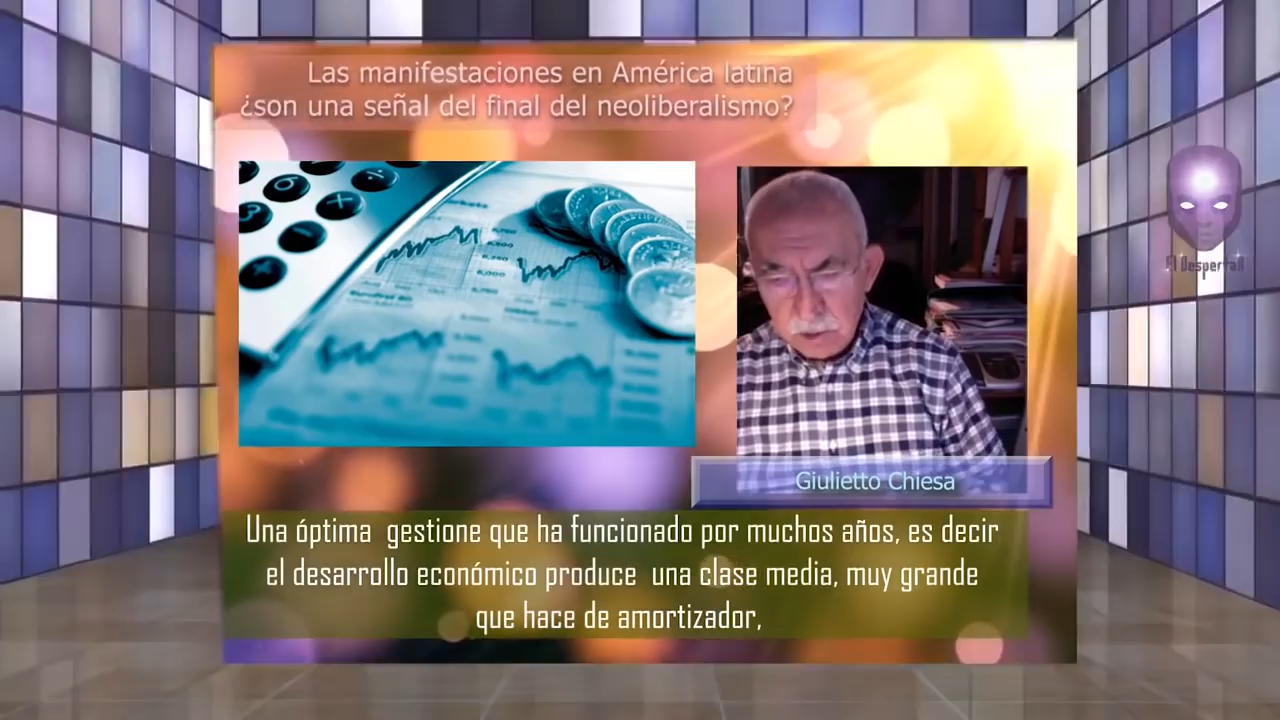 Las manifestaciones en América latina
¿son una señal del final del neoliberalismo?
Giulietto Chiesa
Una óptima gestione que ha funcionado por muchos años, es decir
el desarrollo económico produce una clase media, muy grande
que hace de amortizador,